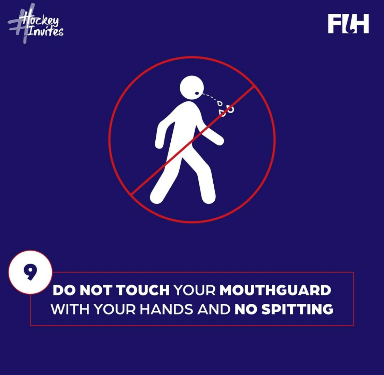 #Hockey
Invites
FIH
9
DO NOT TOUCH YOUR MOUTHGUARD
WITH YOUR HANDS AND NO SPITTING